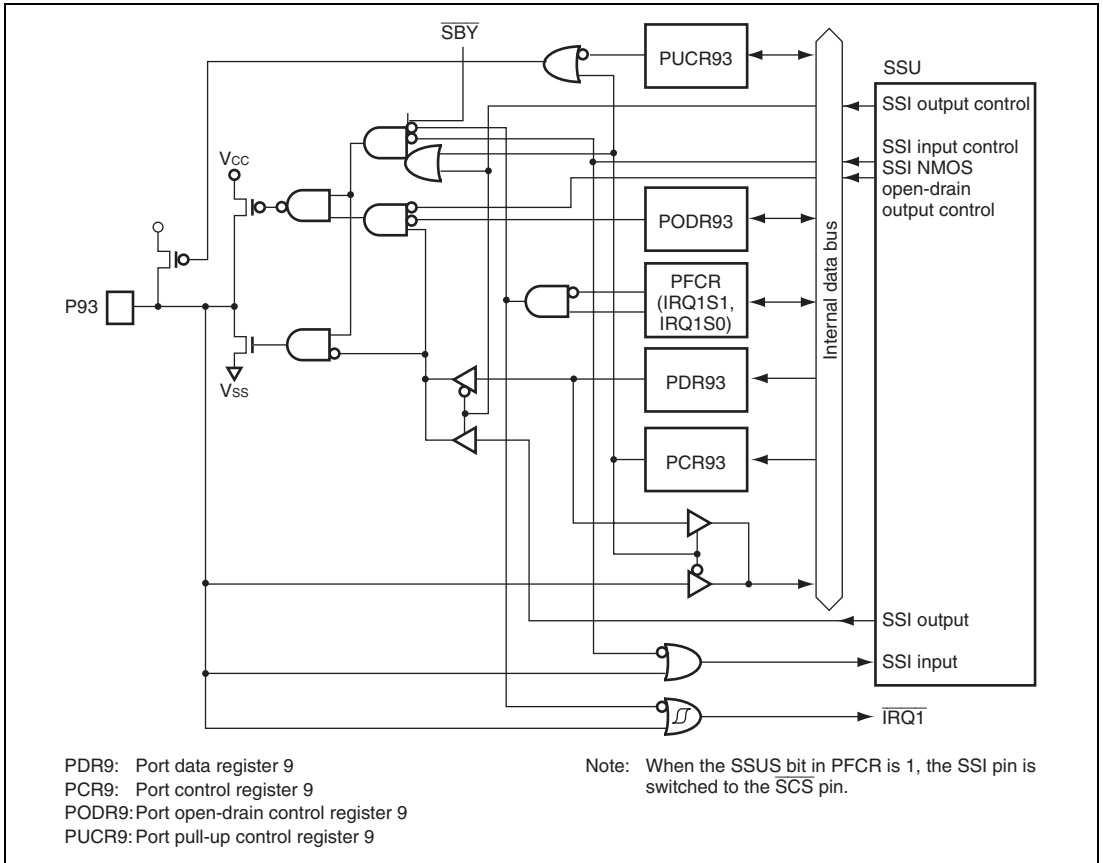 SBY
PUCR93
SSU
SSI output control
SSI input control
SSI NMOS
open-drain
output control
Vcc
PODR93
PFCR
(IRQ1S1,
IRQ1S0)
Internal data bus
P93
PDR93
Vss
PCR93
SSI output
SSI input
IRQ1
PDR9: Port data register 9
PCR9: Port control register 9
PODR9: Port open-drain control register 9
PUCR9: Port pull-up control register 9
Note: When the SSUS bit in PFCR is 1, the SSI pin is
switched to the SCS pin.